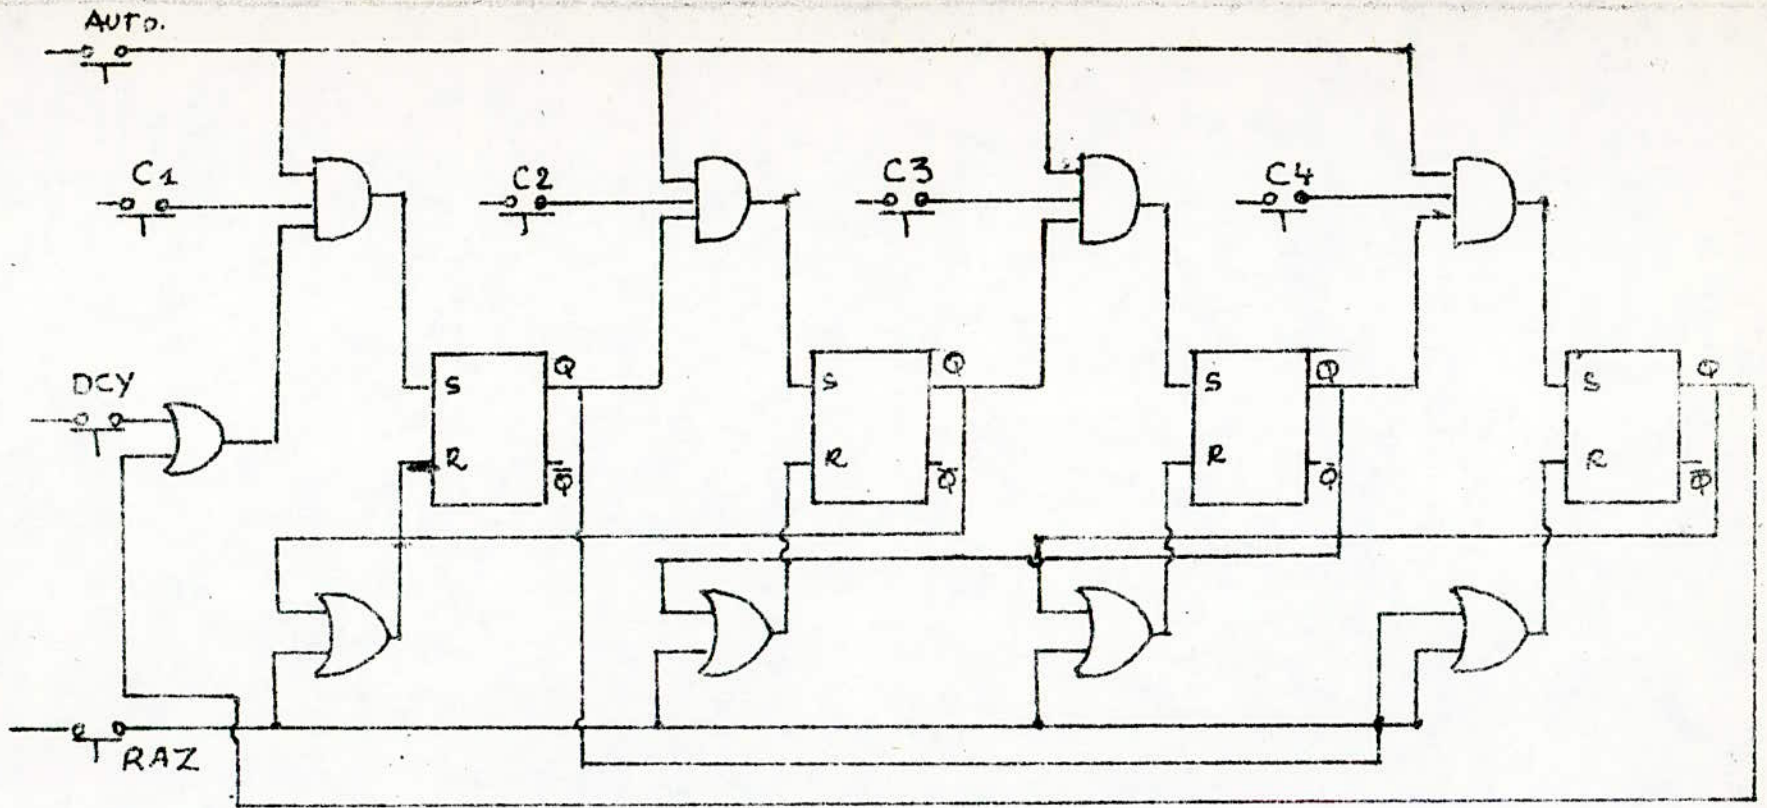 AUTO.
C1 C2 C3 C4
DCY
S Q S Q S Q S Q
R Q̅ R Q̅ R Q̅ R Q̅
RAZ